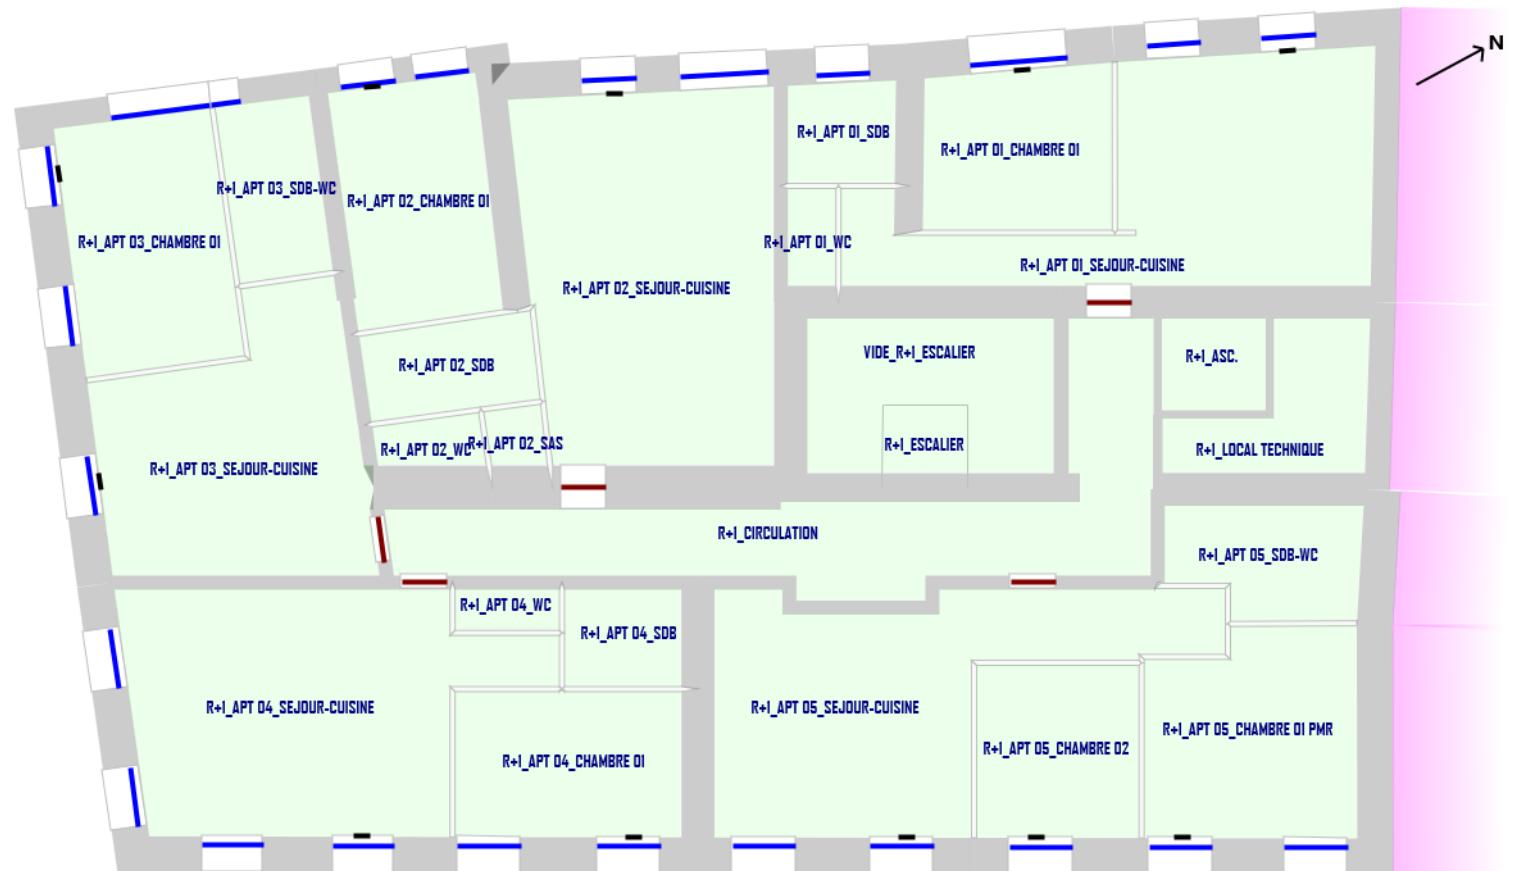 N
R+1_APT 01_SDB
R+1_APT 01_CHAMBRE 01
R+1_APT 03_SDB-WC
R+1_APT 02_CHAMBRE 01
R+1_APT 03_CHAMBRE 01
R+1_APT 01_WC
R+1_APT 01_SEJOUR-CUISINE
R+1_APT 02_SEJOUR-CUISINE
VIDE_R+1_ESCALIER
R+1_ASC.
R+1_APT 02_SDB
R+1_APT 02_WC
R+1_APT 02_SAS
R+1_ESCALIER
R+1_LOCAL TECHNIQUE
R+1_APT 03_SEJOUR-CUISINE
R+1_CIRCULATION
R+1_APT 05_SDB-WC
R+1_APT 04_WC
R+1_APT 04_SDB
R+1_APT 04_SEJOUR-CUISINE
R+1_APT 05_SEJOUR-CUISINE
R+1_APT 05_CHAMBRE 01 PMR
R+1_APT 05_CHAMBRE 02
R+1_APT 04_CHAMBRE 01